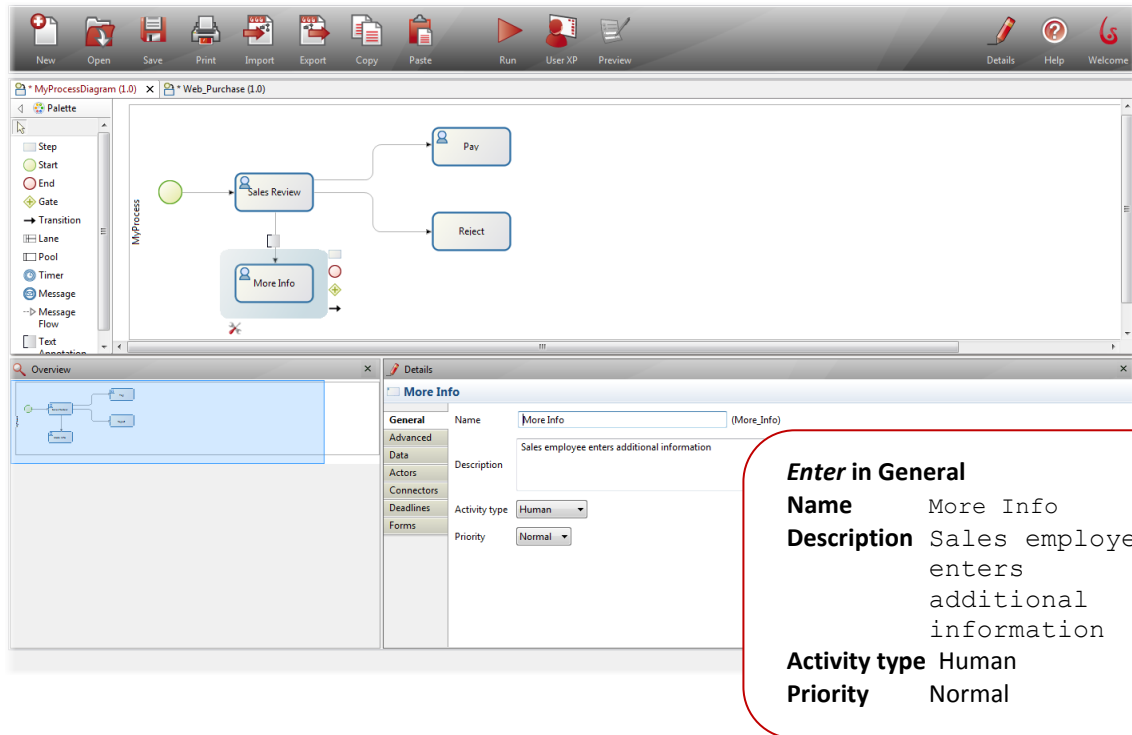 New Open Save Print Import Export Copy Paste Run User XP Preview Details Help Welcome
* MyProcessDiagram (1.0) * Web_Purchase (1.0)
Palette
Step
Start
End
Gate
Transition
Lane
Pool
Timer
Message
Message
Flow
Text
Annotation
MyProcess
Pay
Sales Review
Reject
More Info
Overview
Details
More Info
General
Advanced
Data
Actors
Connectors
Deadlines
Forms
Name More Info (More_Info)
Description Sales employee enters additional information
Activity type Human
Priority Normal
Enter in General
Name More Info
Description Sales employe
enters
additional
information
Activity type Human
Priority Normal